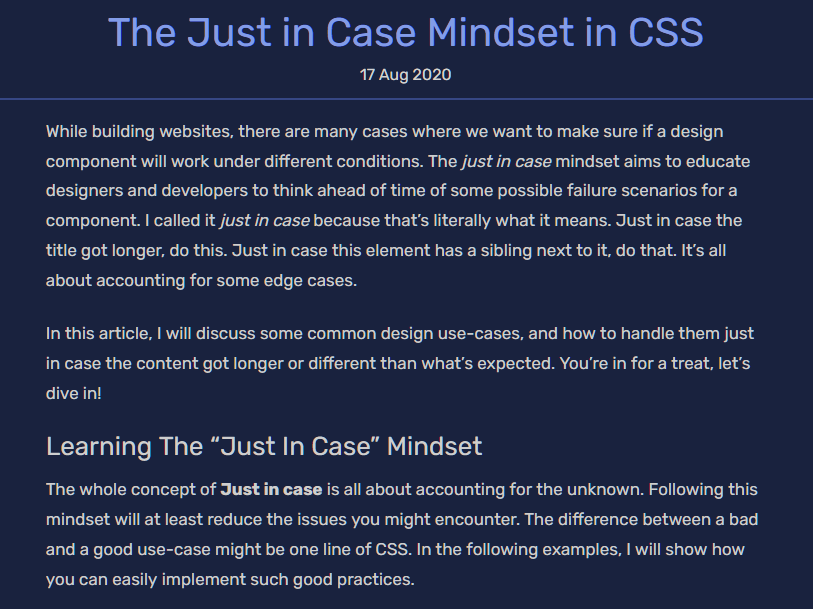 The Just in Case Mindset in CSS
17 Aug 2020
While building websites, there are many cases where we want to make sure if a design
component will work under different conditions. The just in case mindset aims to educate
designers and developers to think ahead of time of some possible failure scenarios for a
component. I called it just in case because that’s literally what it means. Just in case the
title got longer, do this. Just in case this element has a sibling next to it, do that. It’s all
about accounting for some edge cases.
In this article, I will discuss some common design use-cases, and how to handle them just
in case the content got longer or different than what’s expected. You’re in for a treat, let’s
dive in!
Learning The “Just In Case” Mindset
The whole concept of Just in case is all about accounting for the unknown. Following this
mindset will at least reduce the issues you might encounter. The difference between a bad
and a good use-case might be one line of CSS. In the following examples, I will show how
you can easily implement such good practices.